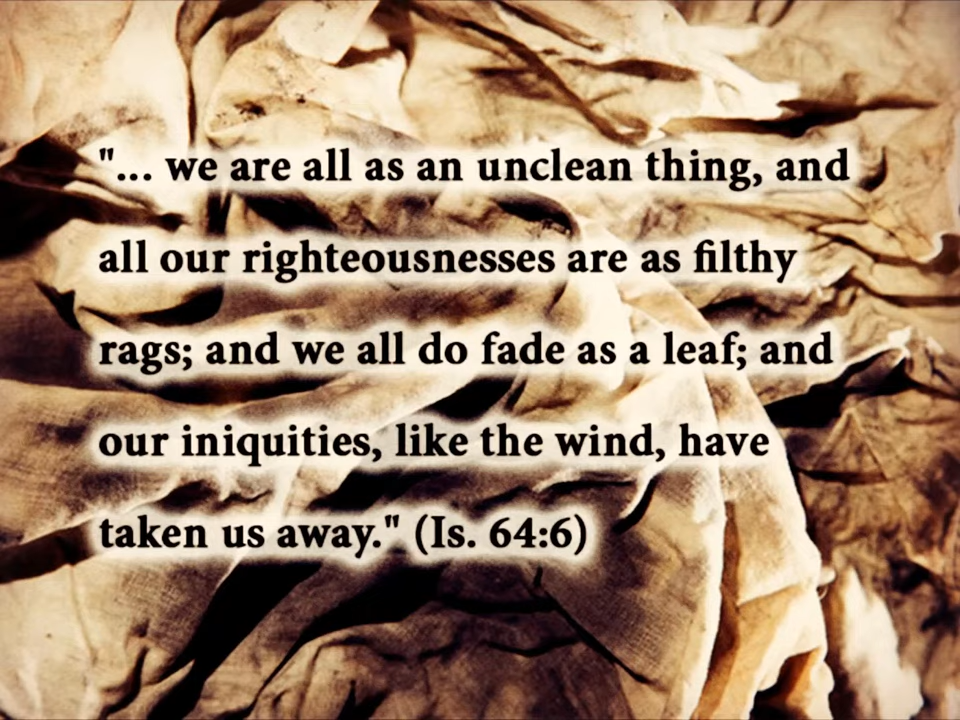 "... we are all as an unclean thing, and
all our righteousnesses are as filthy
rags; and we all do fade as a leaf; and
our iniquities, like the wind, have
taken us away." (Is. 64:6)